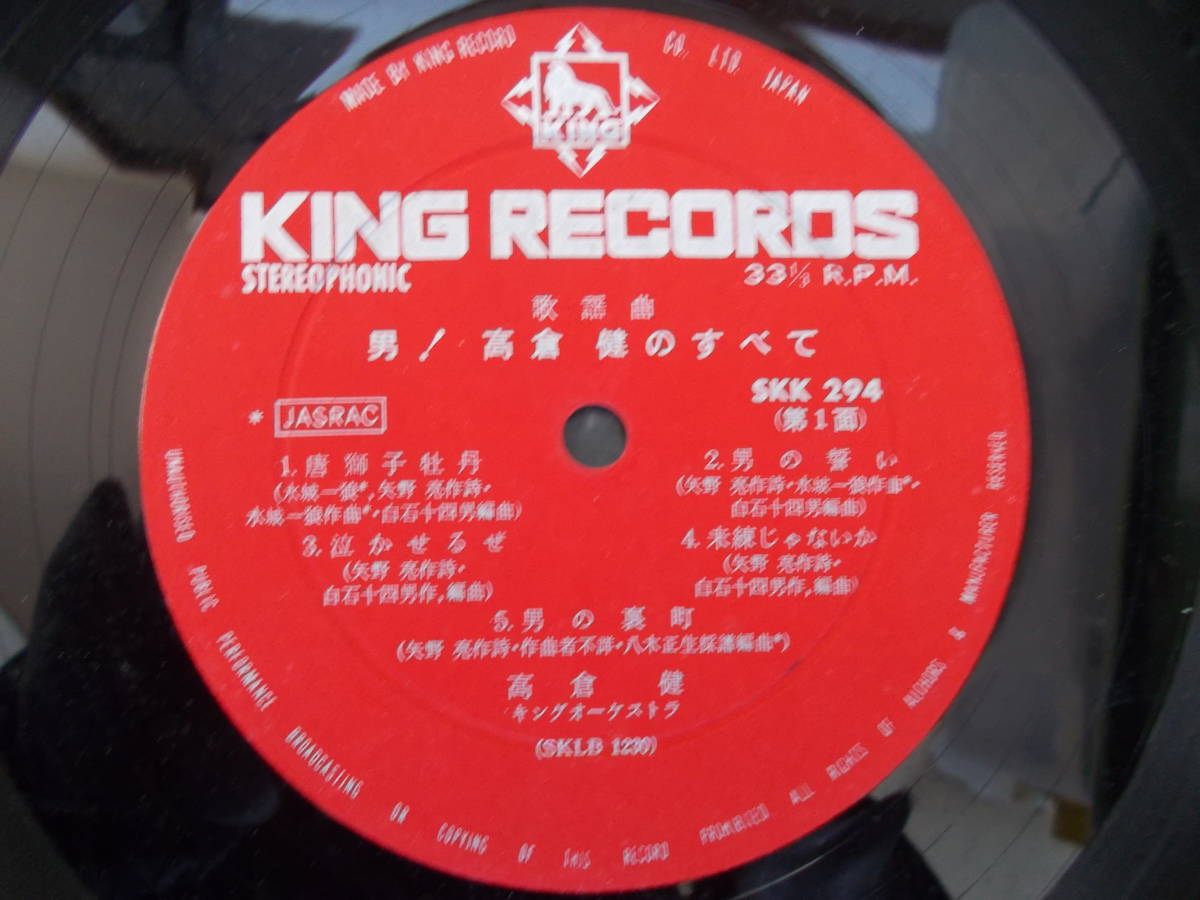 MADE BY KING RECORD CO. LTD. JAPAN
KING
KING RECORDS
STEREOPHONIC
33⅓ R.P.M.
歌謡曲
男！ 高倉 健のすべて
SKK 294
* JASRAC
(第1面)
1. 唐獅子牡丹
(水城一狼*,矢野 亮作詩・
水城一狼作曲*・白石十四男編曲)
2. 男の誓い
(矢野 亮作詩・水城一狼作曲*・
白石十四男編曲)
3. 泣かせるぜ
(矢野 亮作詩・
白石十四男作,編曲)
4. 未練じゃないか
(矢野 亮作詩・
白石十四男作,編曲)
5. 男の裏町
(矢野 亮作詩・作曲者不詳・八木正生採譜編曲*)
高倉 健
キングオーケストラ
(SKLB 1230)
UNAUTHORISED PUBLIC PERFORMANCE BROADCASTING OR COPYING OF THIS RECORD PROHIBITED ALL RIGHTS OF AUTHORS & MANUFACTURER RESERVED